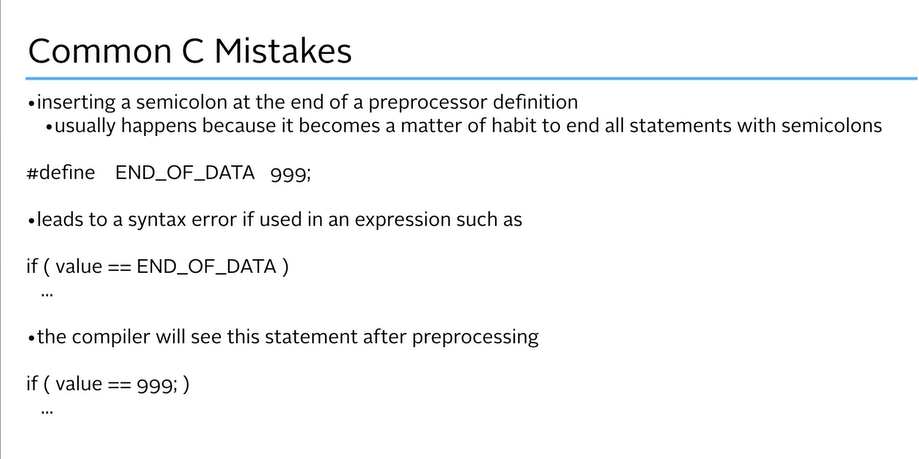 Common C Mistakes
•inserting a semicolon at the end of a preprocessor definition
•usually happens because it becomes a matter of habit to end all statements with semicolons
#define END_OF_DATA 999;
•leads to a syntax error if used in an expression such as
if ( value == END_OF_DATA )
...
•the compiler will see this statement after preprocessing
if ( value == 999; )
...